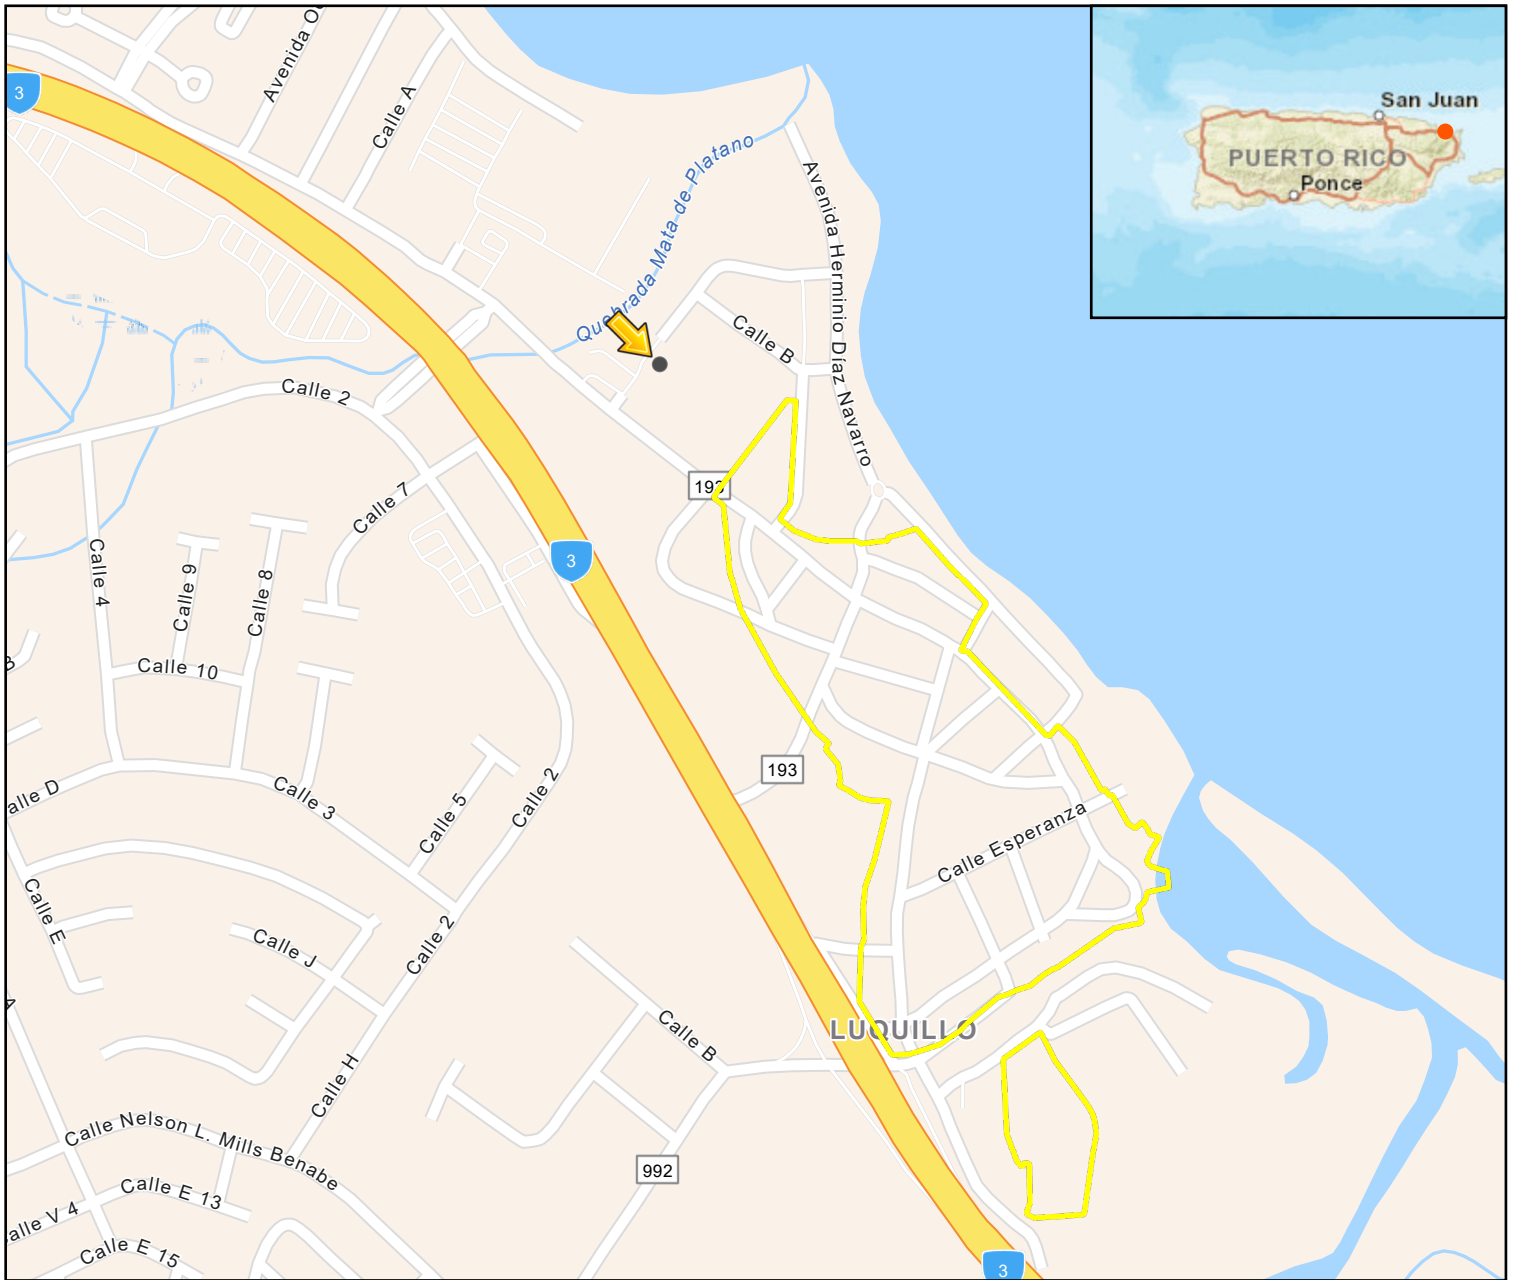 3
Avenida O
Calle A
San Juan
PUERTO RICO
Ponce
Quebrada Mata de Platano
Avenida Herminio Díaz Navarro
Calle B
Calle 2
193
Calle 7
3
Calle 4
Calle 9
Calle 8
Calle 10
193
Calle 2
Calle 3
Calle 5
alle D
Calle Esperanza
Calle E
Calle J
Calle 2
LUQUILLO
Calle B
Calle H
Calle Nelson L. Mills Benabe
992
Calle E 13
alle V 4
Calle E 15
3